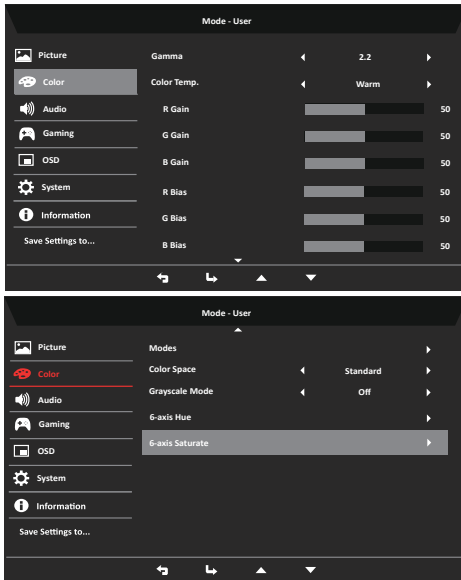 Mode - User
Picture
Gamma 2.2
Color
Color Temp. Warm
Audio
R Gain 50
Gaming
G Gain 50
OSD
B Gain 50
System
R Bias 50
Information
G Bias 50
Save Settings to...
B Bias 50
Mode - User
Picture
Modes
Color
Color Space Standard
Audio
Grayscale Mode Off
Gaming
6-axis Hue
OSD
6-axis Saturate
System
Information
Save Settings to...